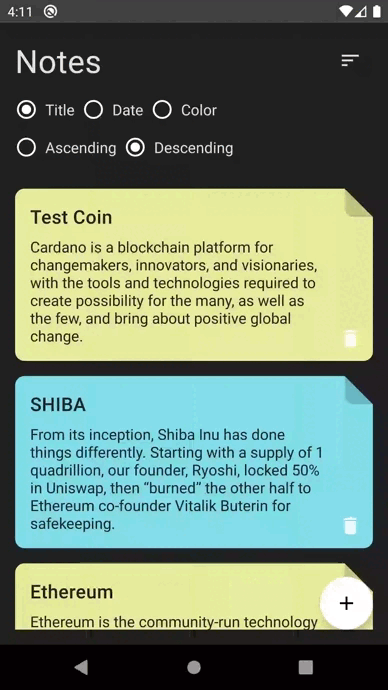 4:11
Notes
Title Date Color
Ascending Descending
Test Coin
Cardano is a blockchain platform for
changemakers, innovators, and visionaries,
with the tools and technologies required to
create possibility for the many, as well as
the few, and bring about positive global
change.
SHIBA
From its inception, Shiba Inu has done
things differently. Starting with a supply of 1
quadrillion, our founder, Ryoshi, locked 50%
in Uniswap, then “burned” the other half to
Ethereum co-founder Vitalik Buterin for
safekeeping.
Ethereum
Ethereum is the community-run technology